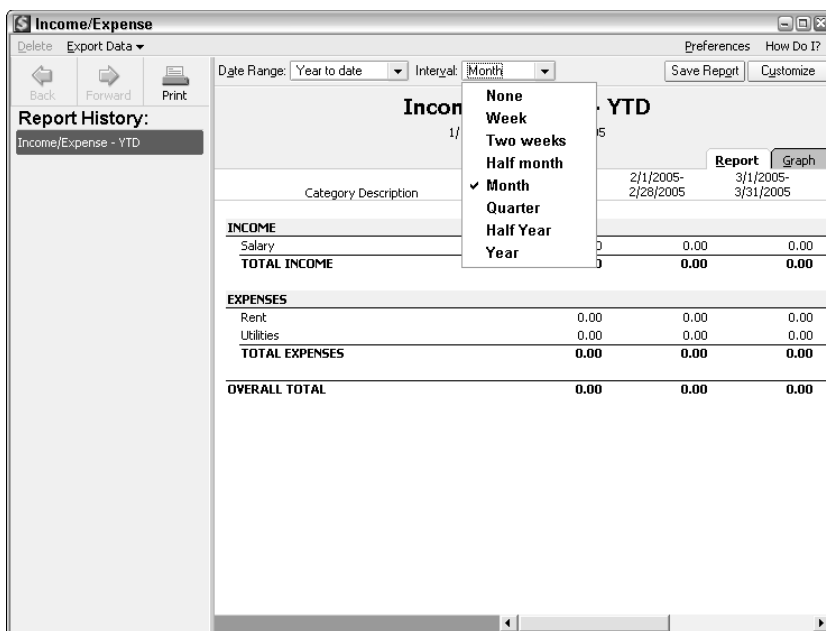 Income/Expense
Delete Export Data
Preferences How Do I?
Back Forward Print
Date Range: Year to date Interval: Month Save Report Customize
Report History:
Income/Expense - YTD
None
Week
Two weeks
Half month
Month
Quarter
Half Year
Year
Incom - YTD
1/ 05
Report Graph
Category Description
2/1/2005-
2/28/2005
3/1/2005-
3/31/2005
INCOME
Salary 0.00 0.00
TOTAL INCOME 0.00 0.00
EXPENSES
Rent 0.00 0.00 0.00
Utilities 0.00 0.00 0.00
TOTAL EXPENSES 0.00 0.00 0.00
OVERALL TOTAL 0.00 0.00 0.00